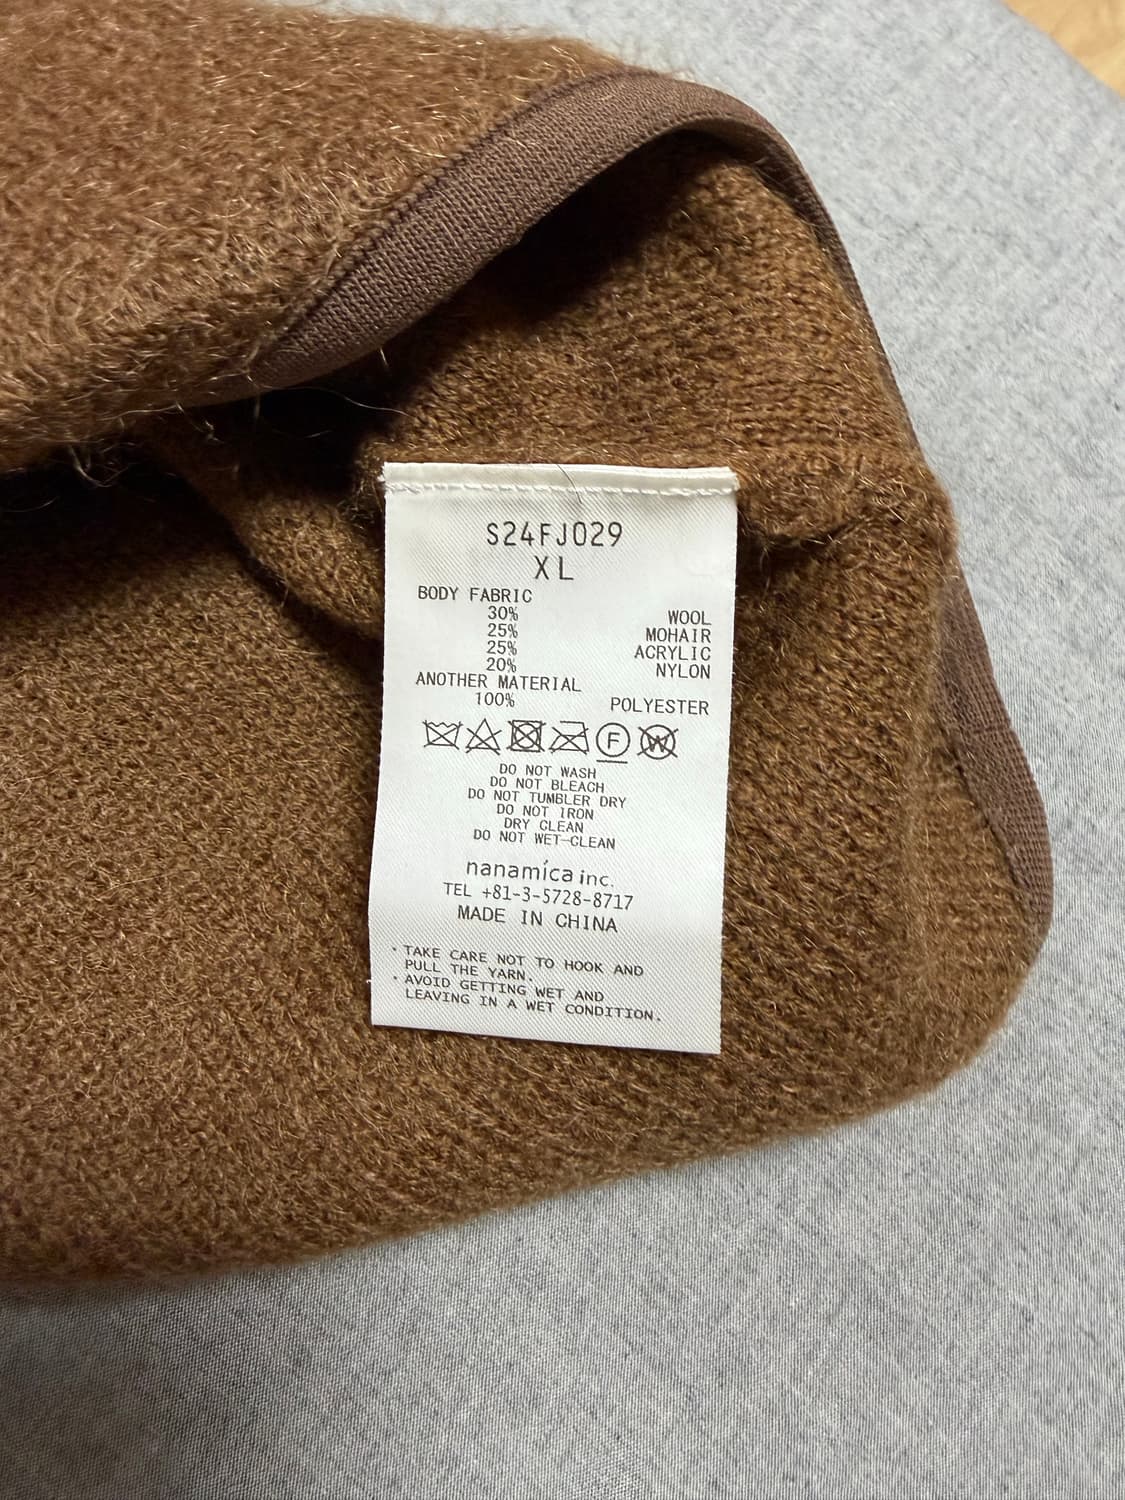 S24FJ029
XL
BODY FABRIC
30% WOOL
25% MOHAIR
25% ACRYLIC
20% NYLON
ANOTHER MATERIAL
100% POLYESTER
F W
DO NOT WASH
DO NOT BLEACH
DO NOT TUMBLER DRY
DO NOT IRON
DRY CLEAN
DO NOT WET-CLEAN
nanamíca inc.
TEL +81-3-5728-8717
MADE IN CHINA
・TAKE CARE NOT TO HOOK AND
PULL THE YARN.
・AVOID GETTING WET AND
LEAVING IN A WET CONDITION.